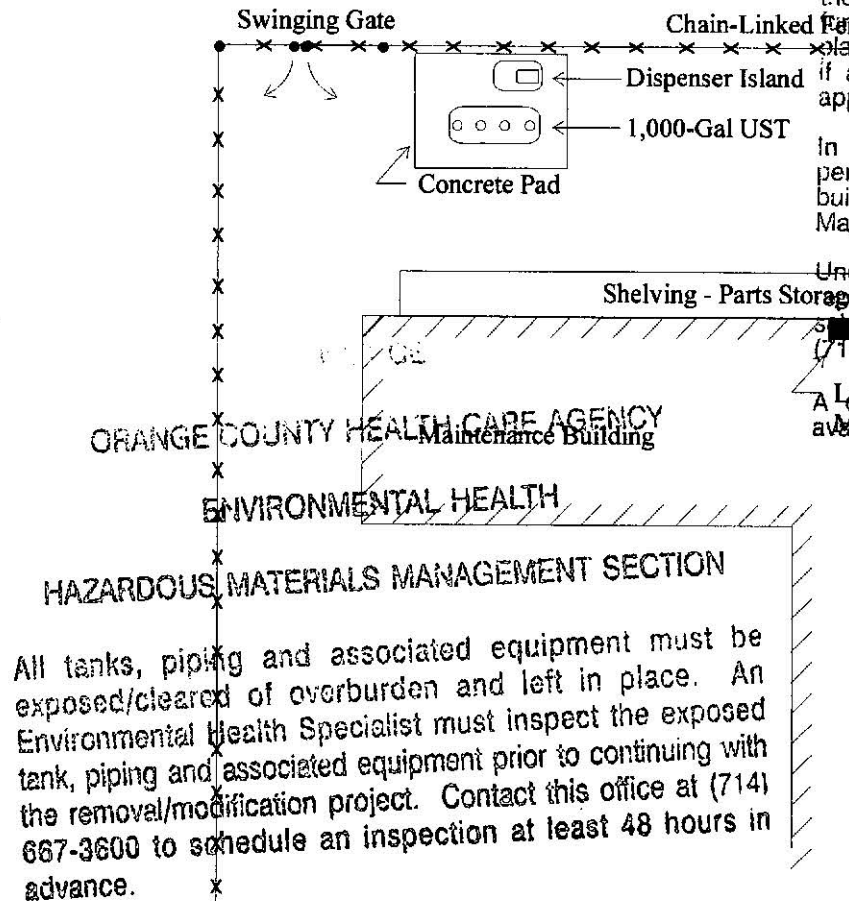 Swinging Gate
Chain-Linked
Dispenser Island
1,000-Gal UST
Concrete Pad
if
In
Shelving - Parts Storag
Maintenance Building
ORANGE COUNTY HEALTH CARE AGENCY
ENVIRONMENTAL HEALTH
HAZARDOUS MATERIALS MANAGEMENT SECTION
All tanks, piping and associated equipment must be
exposed/cleared of overburden and left in place. An
Environmental Health Specialist must inspect the exposed
tank, piping and associated equipment prior to continuing with
the removal/modification project. Contact this office at (714)
667-3600 to schedule an inspection at least 48 hours in
advance.